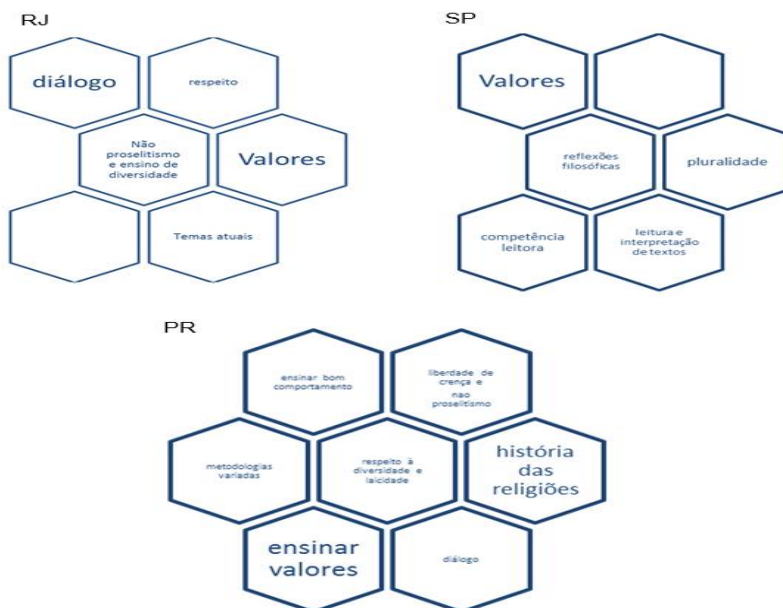 RJ
diálogo
respeito
Não
proselitismo
e ensino de
diversidade
Valores
Temas atuais
SP
Valores
reflexões
filosóficas
pluralidade
competência
leitora
leitura e
interpretação
de textos
PR
ensinar bom
comportamento
liberdade de
crença e
nao
proselitismo
metodologias
variadas
respeito à
diversidade e
laicidade
história
das
religiões
ensinar
valores
diálogo